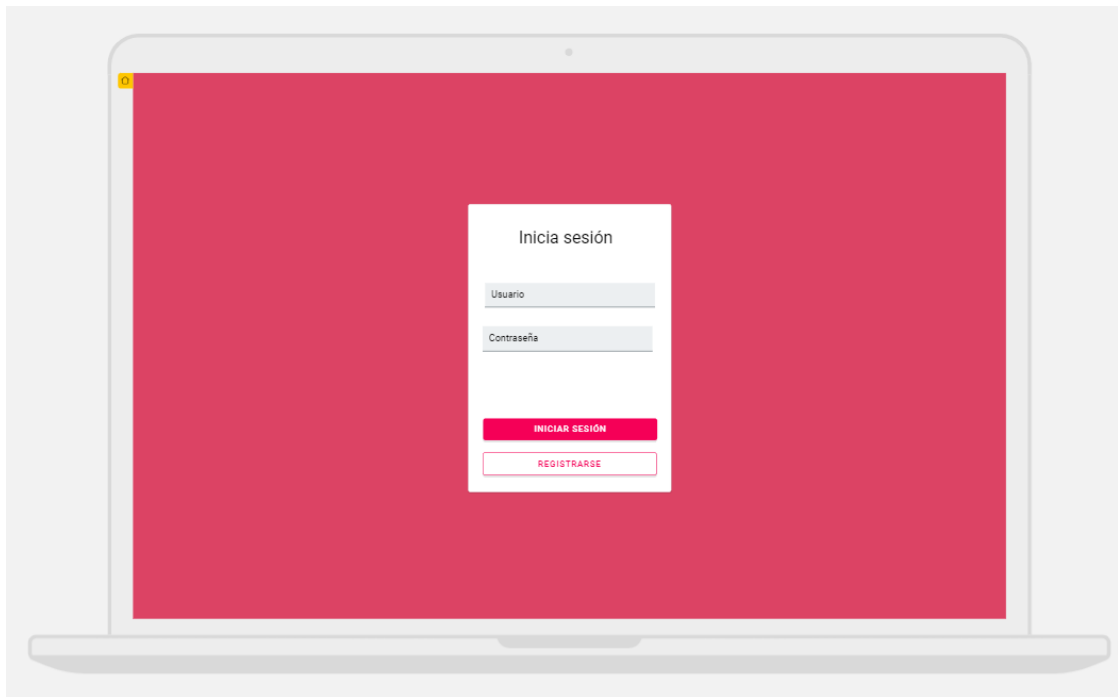 Inicia sesión
Usuario
Contraseña
INICIAR SESIÓN
REGISTRARSE